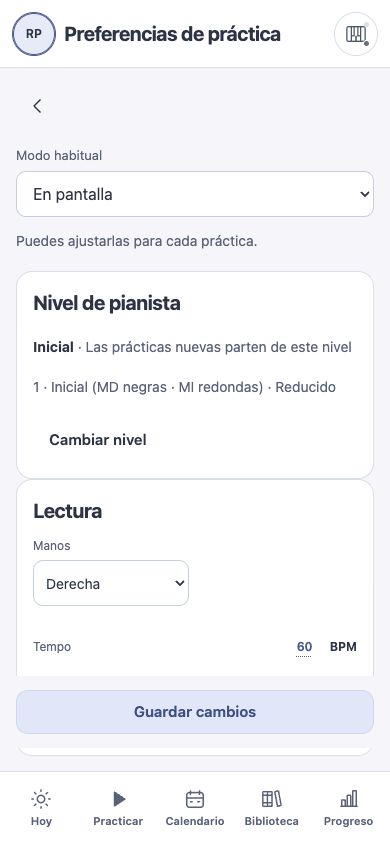 RP Preferencias de práctica
Modo habitual
En pantalla
Puedes ajustarlas para cada práctica.
Nivel de pianista
Inicial · Las prácticas nuevas parten de este nivel
1 · Inicial (MD negras · MI redondas) · Reducido
Cambiar nivel
Lectura
Manos
Derecha
Tempo 60 BPM
Guardar cambios
Hoy Practicar Calendario Biblioteca Progreso